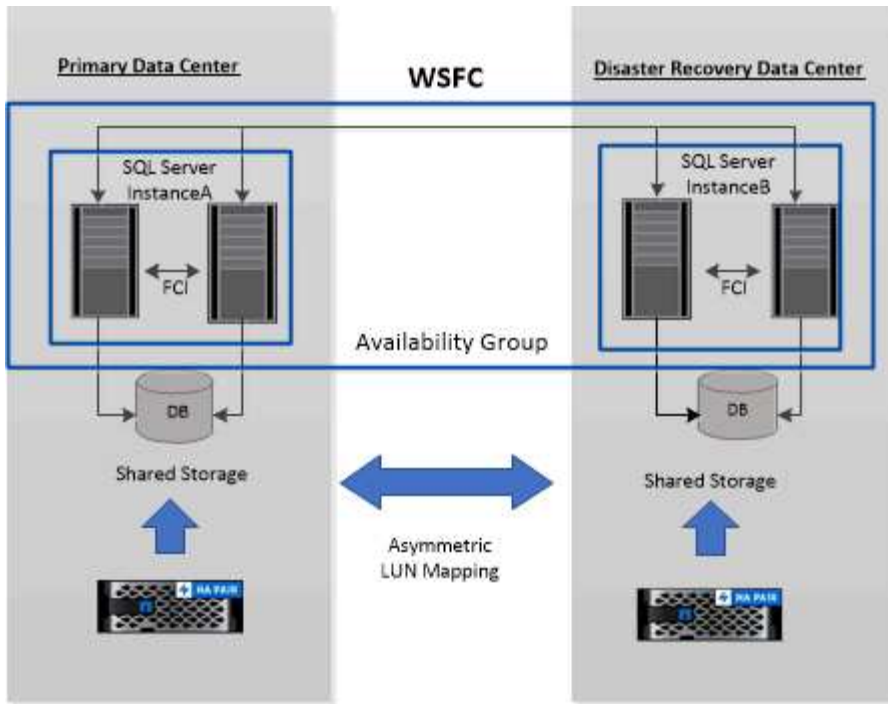 Primary Data Center
WSFC
Disaster Recovery Data Center
SQL Server
InstanceA
SQL Server
InstanceB
FCI
FCI
Availability Group
DB
DB
Shared Storage
Shared Storage
Asymmetric
LUN Mapping
HA PAIR
HA PAIR